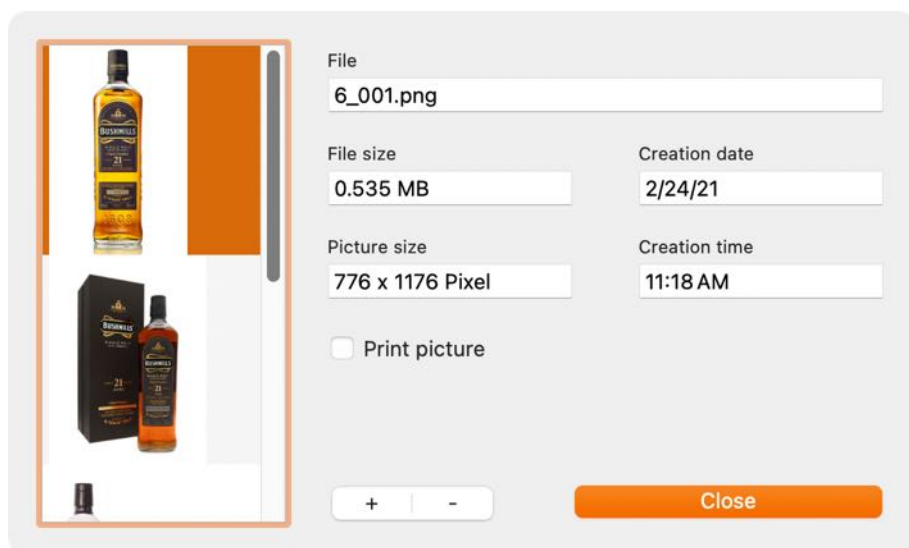 BUSHMILLS
21
BUSHMILLS
21
BUSHMILLS
21
File
6_001.png
File size
0.535 MB
Creation date
2/24/21
Picture size
776 x 1176 Pixel
Creation time
11:18 AM
Print picture
+ -
Close